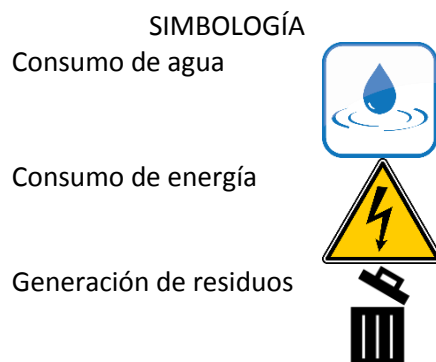 SIMBOLOGÍA
Consumo de agua
Consumo de energía
Generación de residuos